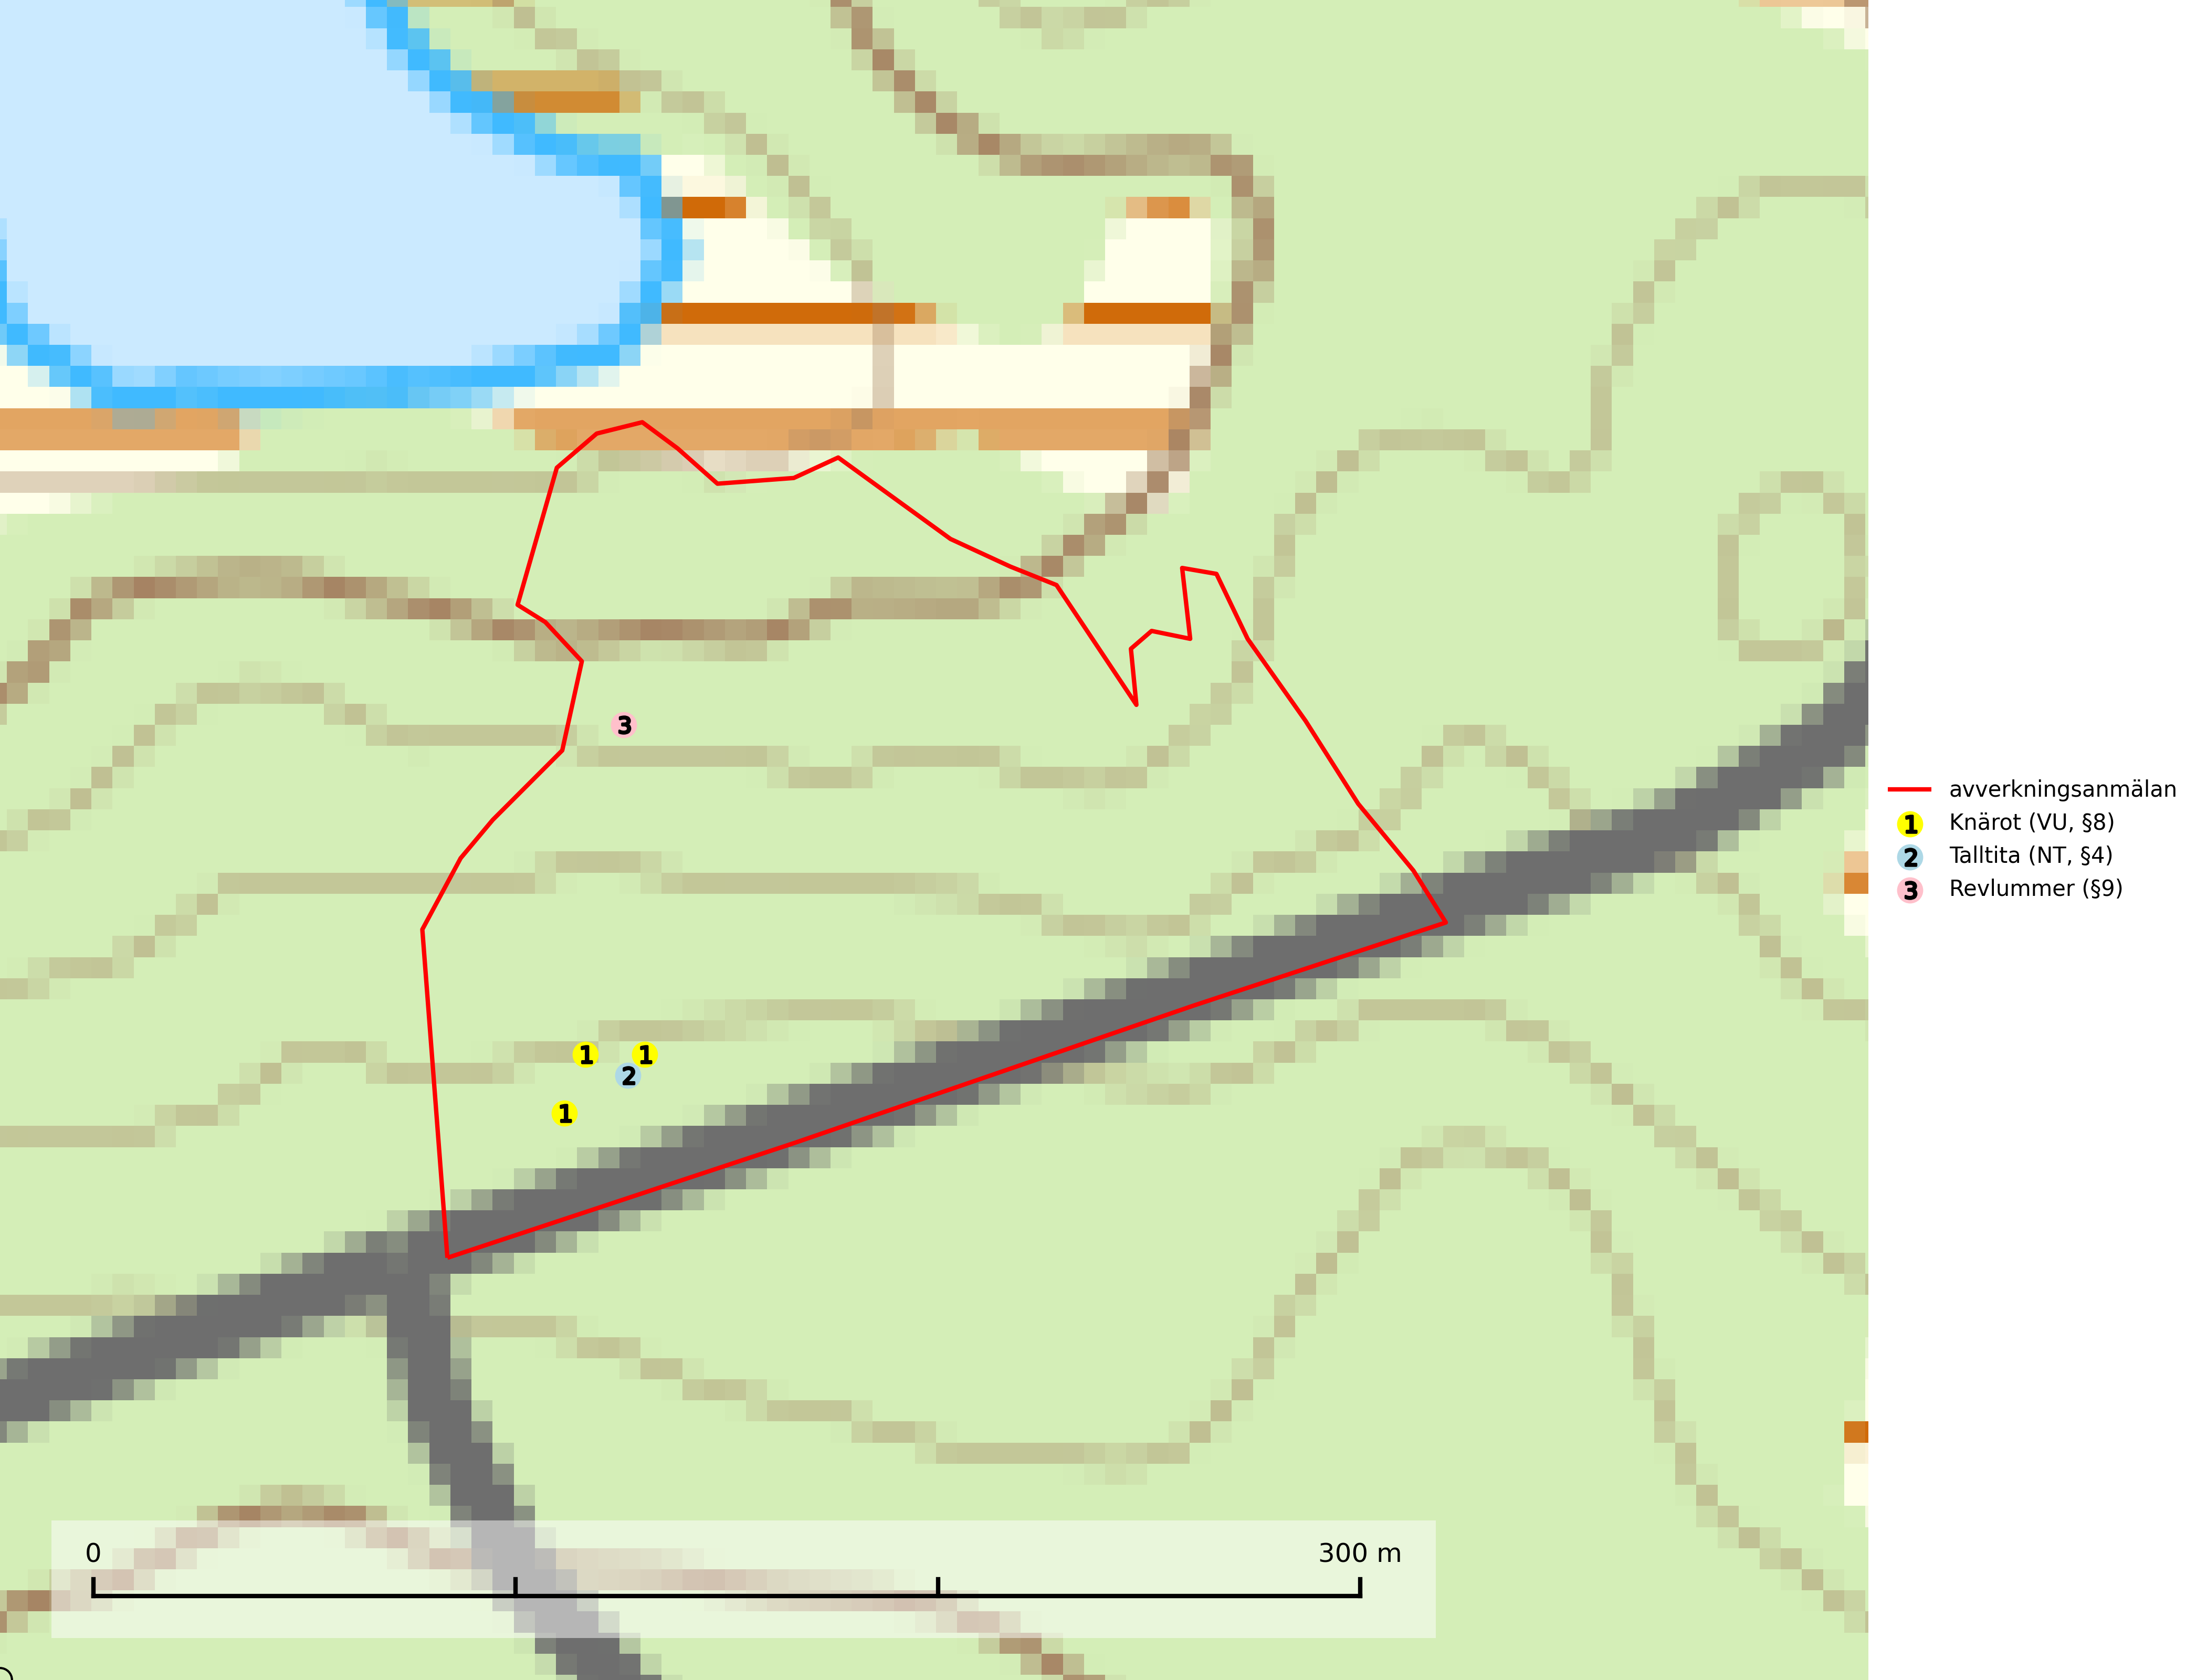 3
1 1
2
1
avverkningsanmälan
1 Knärot (VU, §8)
2 Talltita (NT, §4)
3 Revlummer (§9)
0 300 m